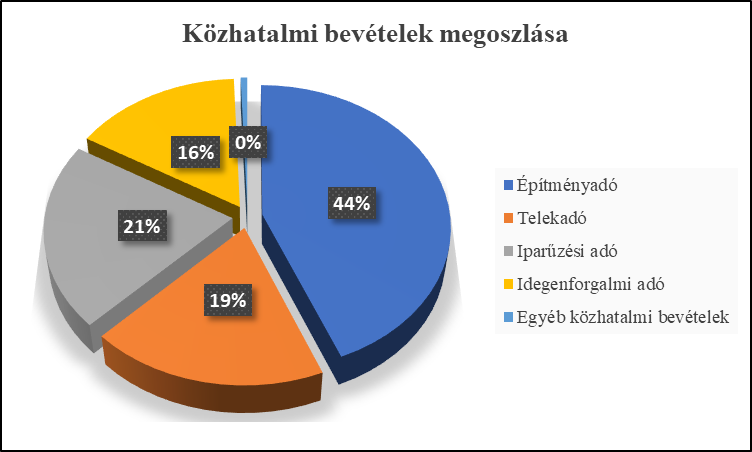 Közhatalmi bevételek megoszlása
44%
19%
21%
16%
0%
Építményadó
Telekadó
Iparűzési adó
Idegenforgalmi adó
Egyéb közhatalmi bevételek